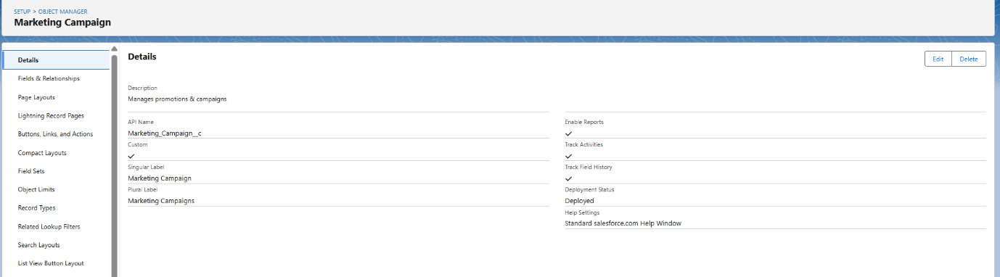 SETUP > OBJECT MANAGER
Marketing Campaign
Details
Fields & Relationships
Page Layouts
Lightning Record Pages
Buttons, Links, and Actions
Compact Layouts
Field Sets
Object Limits
Record Types
Related Lookup Filters
Search Layouts
List View Button Layout
Details
Edit
Delete
Description
Manages promotions & campaigns
API Name
Marketing_Campaign__c
Custom
Singular Label
Marketing Campaign
Plural Label
Marketing Campaigns
Enable Reports
Track Activities
Track Field History
Deployment Status
Deployed
Help Settings
Standard salesforce.com Help Window